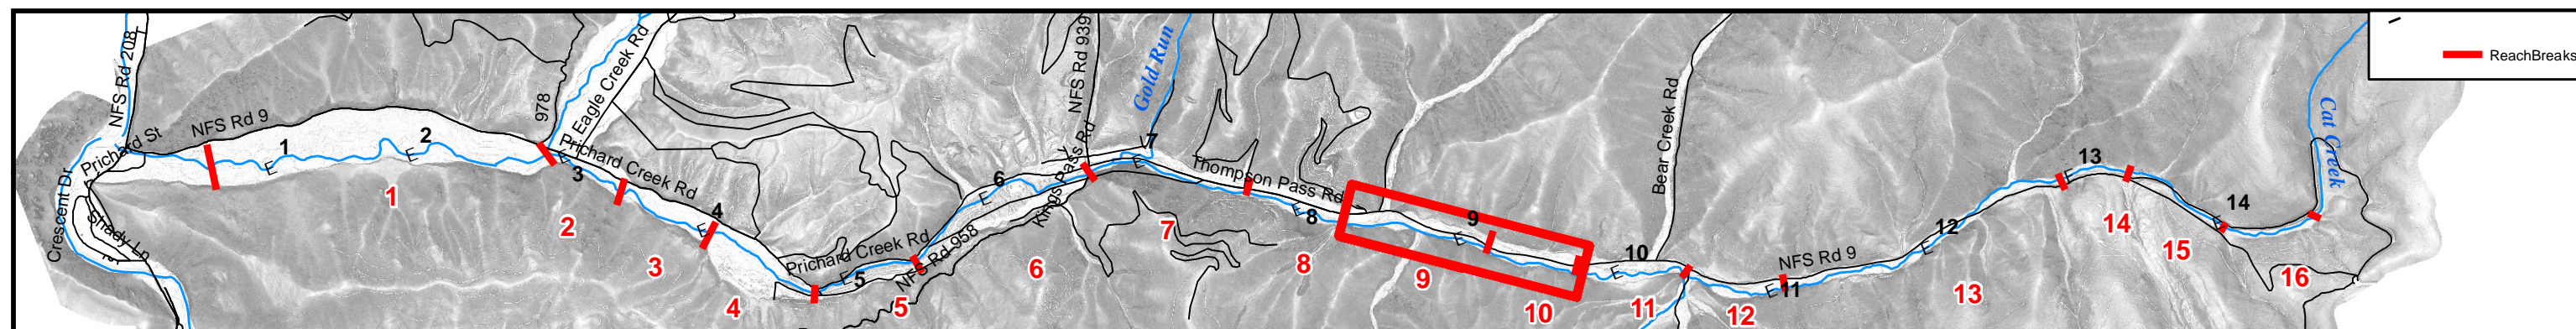 NFS Rd 208
Prichard St
NFS Rd 9
Crescent Dr
Shady Ln
1
2
E
E
1
978
P Eagle Creek Rd
E
Prichard Creek Rd
3
2
3
4
E
4
Prichard Creek Rd
E
5
NFS Rd 958
5
6
E
Kings Pass Rd
6
NFS Rd 939
Gold Run
7
E
7
Thompson Pass Rd
E
8
8
9
E
9
10
10
E
11
Bear Creek Rd
12
E
11
NFS Rd 9
12
E
13
13
E
14
14
E
15
16
Cat Creek
ReachBreaks